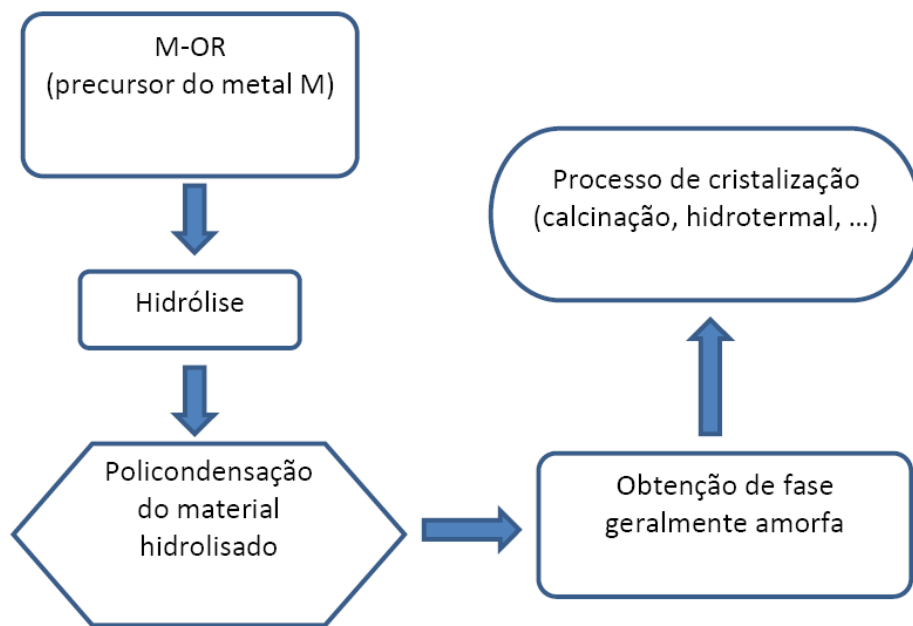 M-OR
(precursor do metal M)
Hidrólise
Policondensação
do material
hidrolisado
Obtenção de fase
geralmente amorfa
Processo de cristalização
(calcinação, hidrotermal, ...)